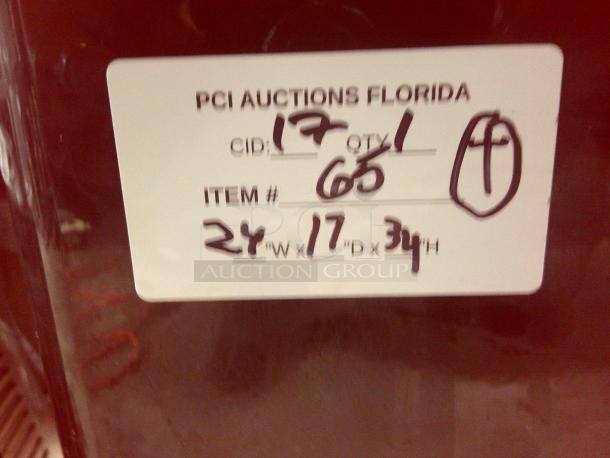 PCI AUCTIONS FLORIDA
CID: 17 QTY 1
ITEM # 65
T
24 "W x 17 "D x 34 "H
PCI
AUCTION GROUP